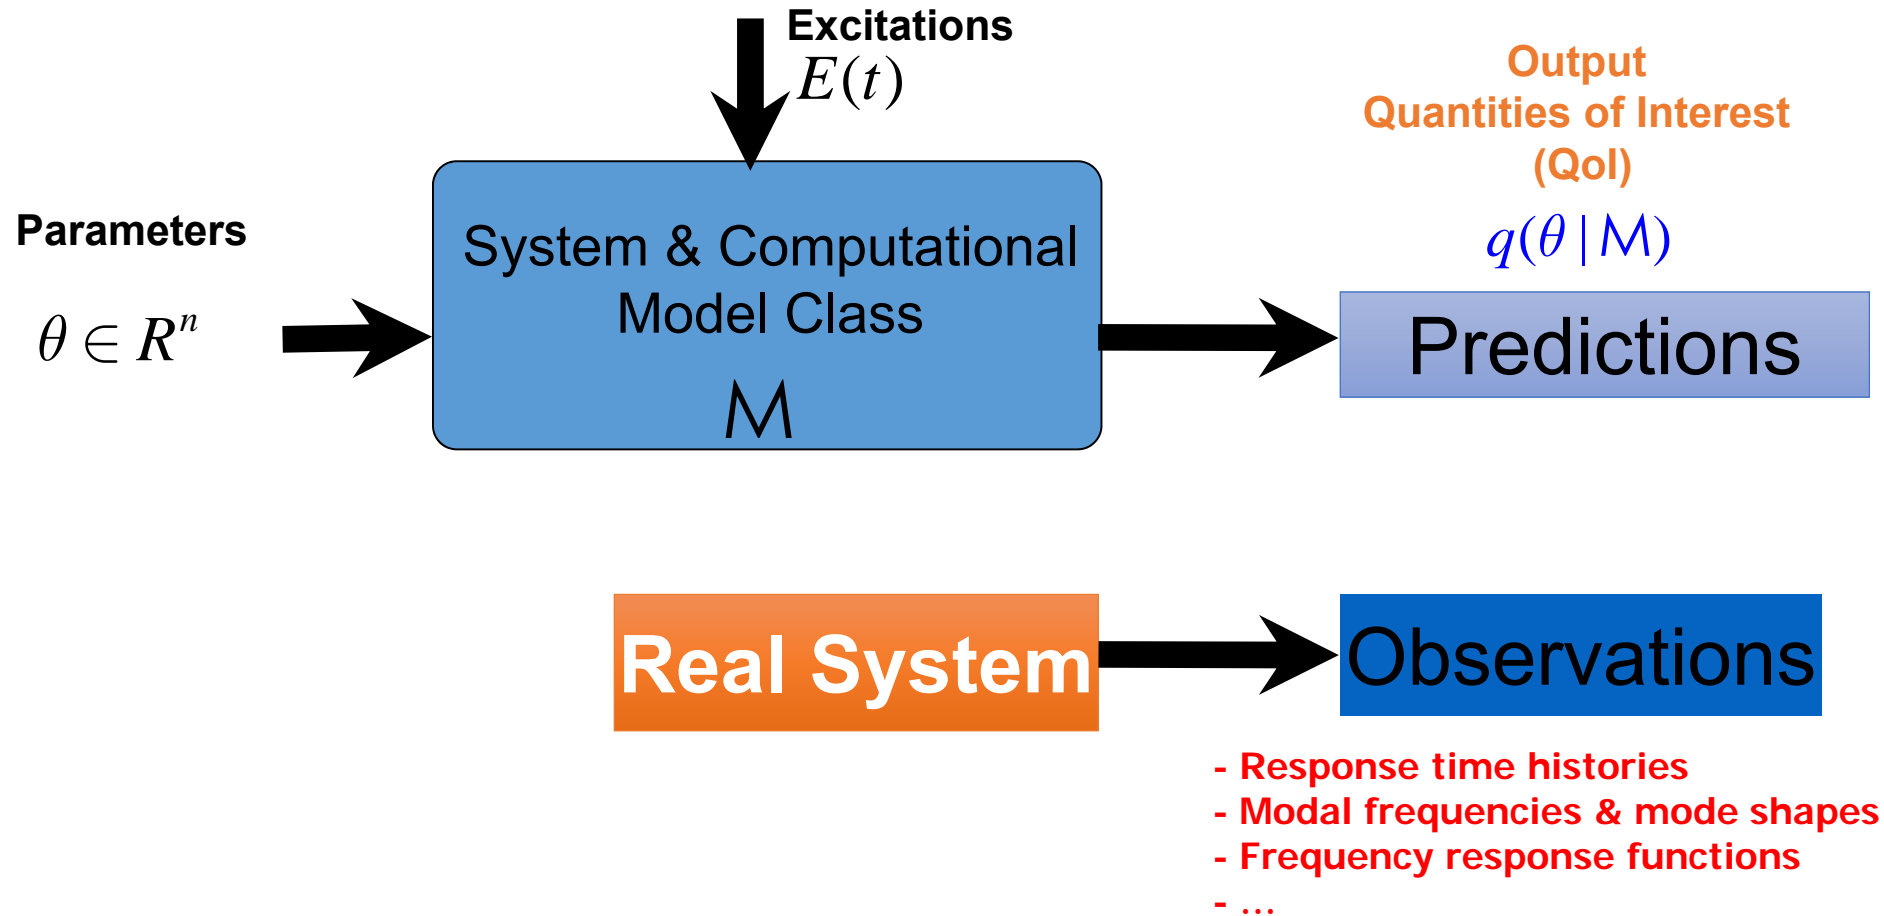 Excitations
E(t)
Output
Quantities of Interest
(QoI)
Parameters
q(θ | M)
System & Computational
Model Class
θ ∈ Rⁿ
Predictions
M
Real System
Observations
- Response time histories
- Modal frequencies & mode shapes
- Frequency response functions
- ...